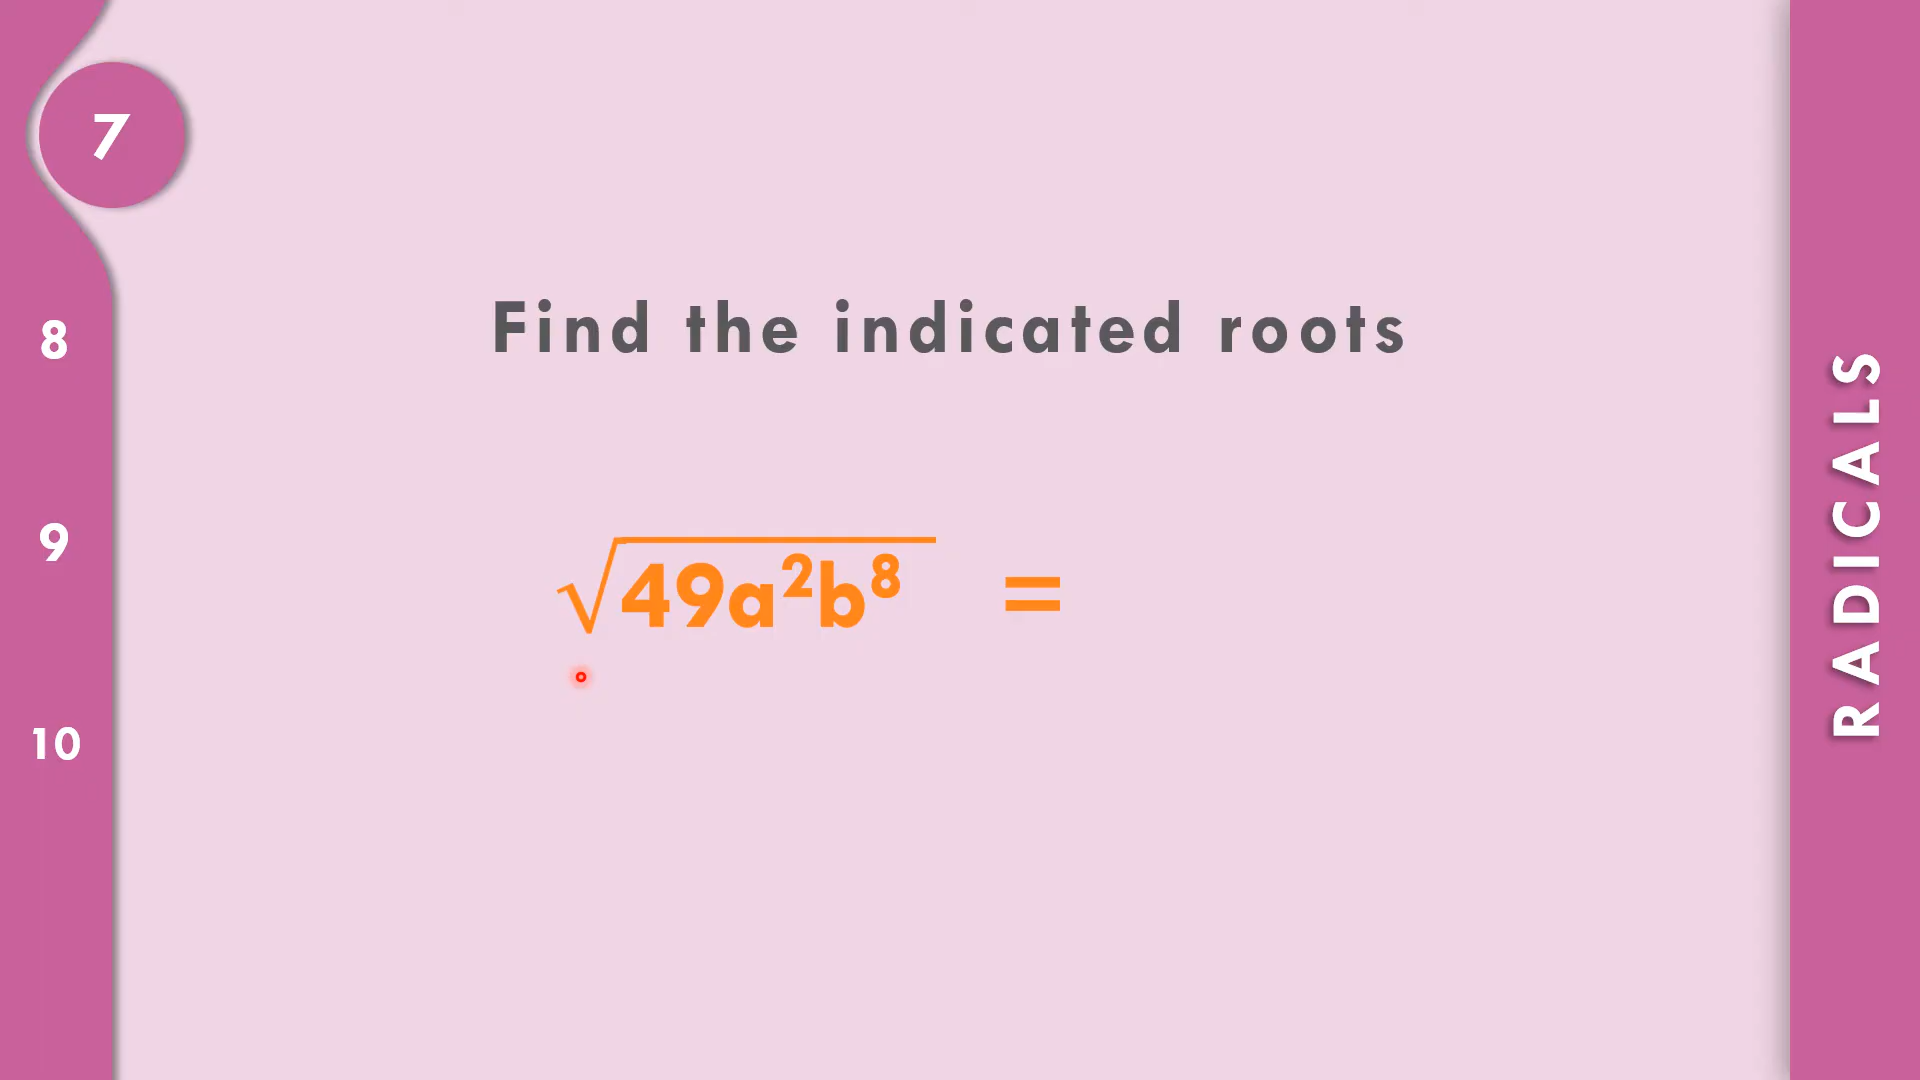 7
8
9
10
Find the indicated roots
√49a²b⁸ =
RADICALS